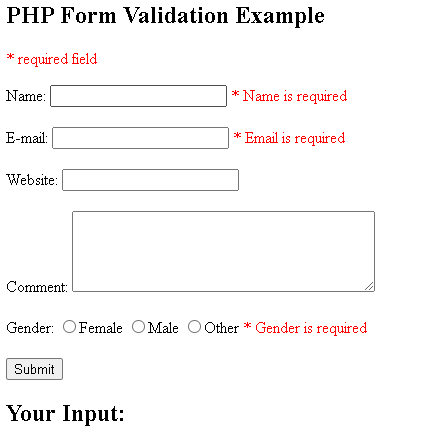 PHP Form Validation Example
* required field
Name: * Name is required
E-mail: * Email is required
Website:
Comment:
Gender: Female Male Other * Gender is required
Submit
Your Input: